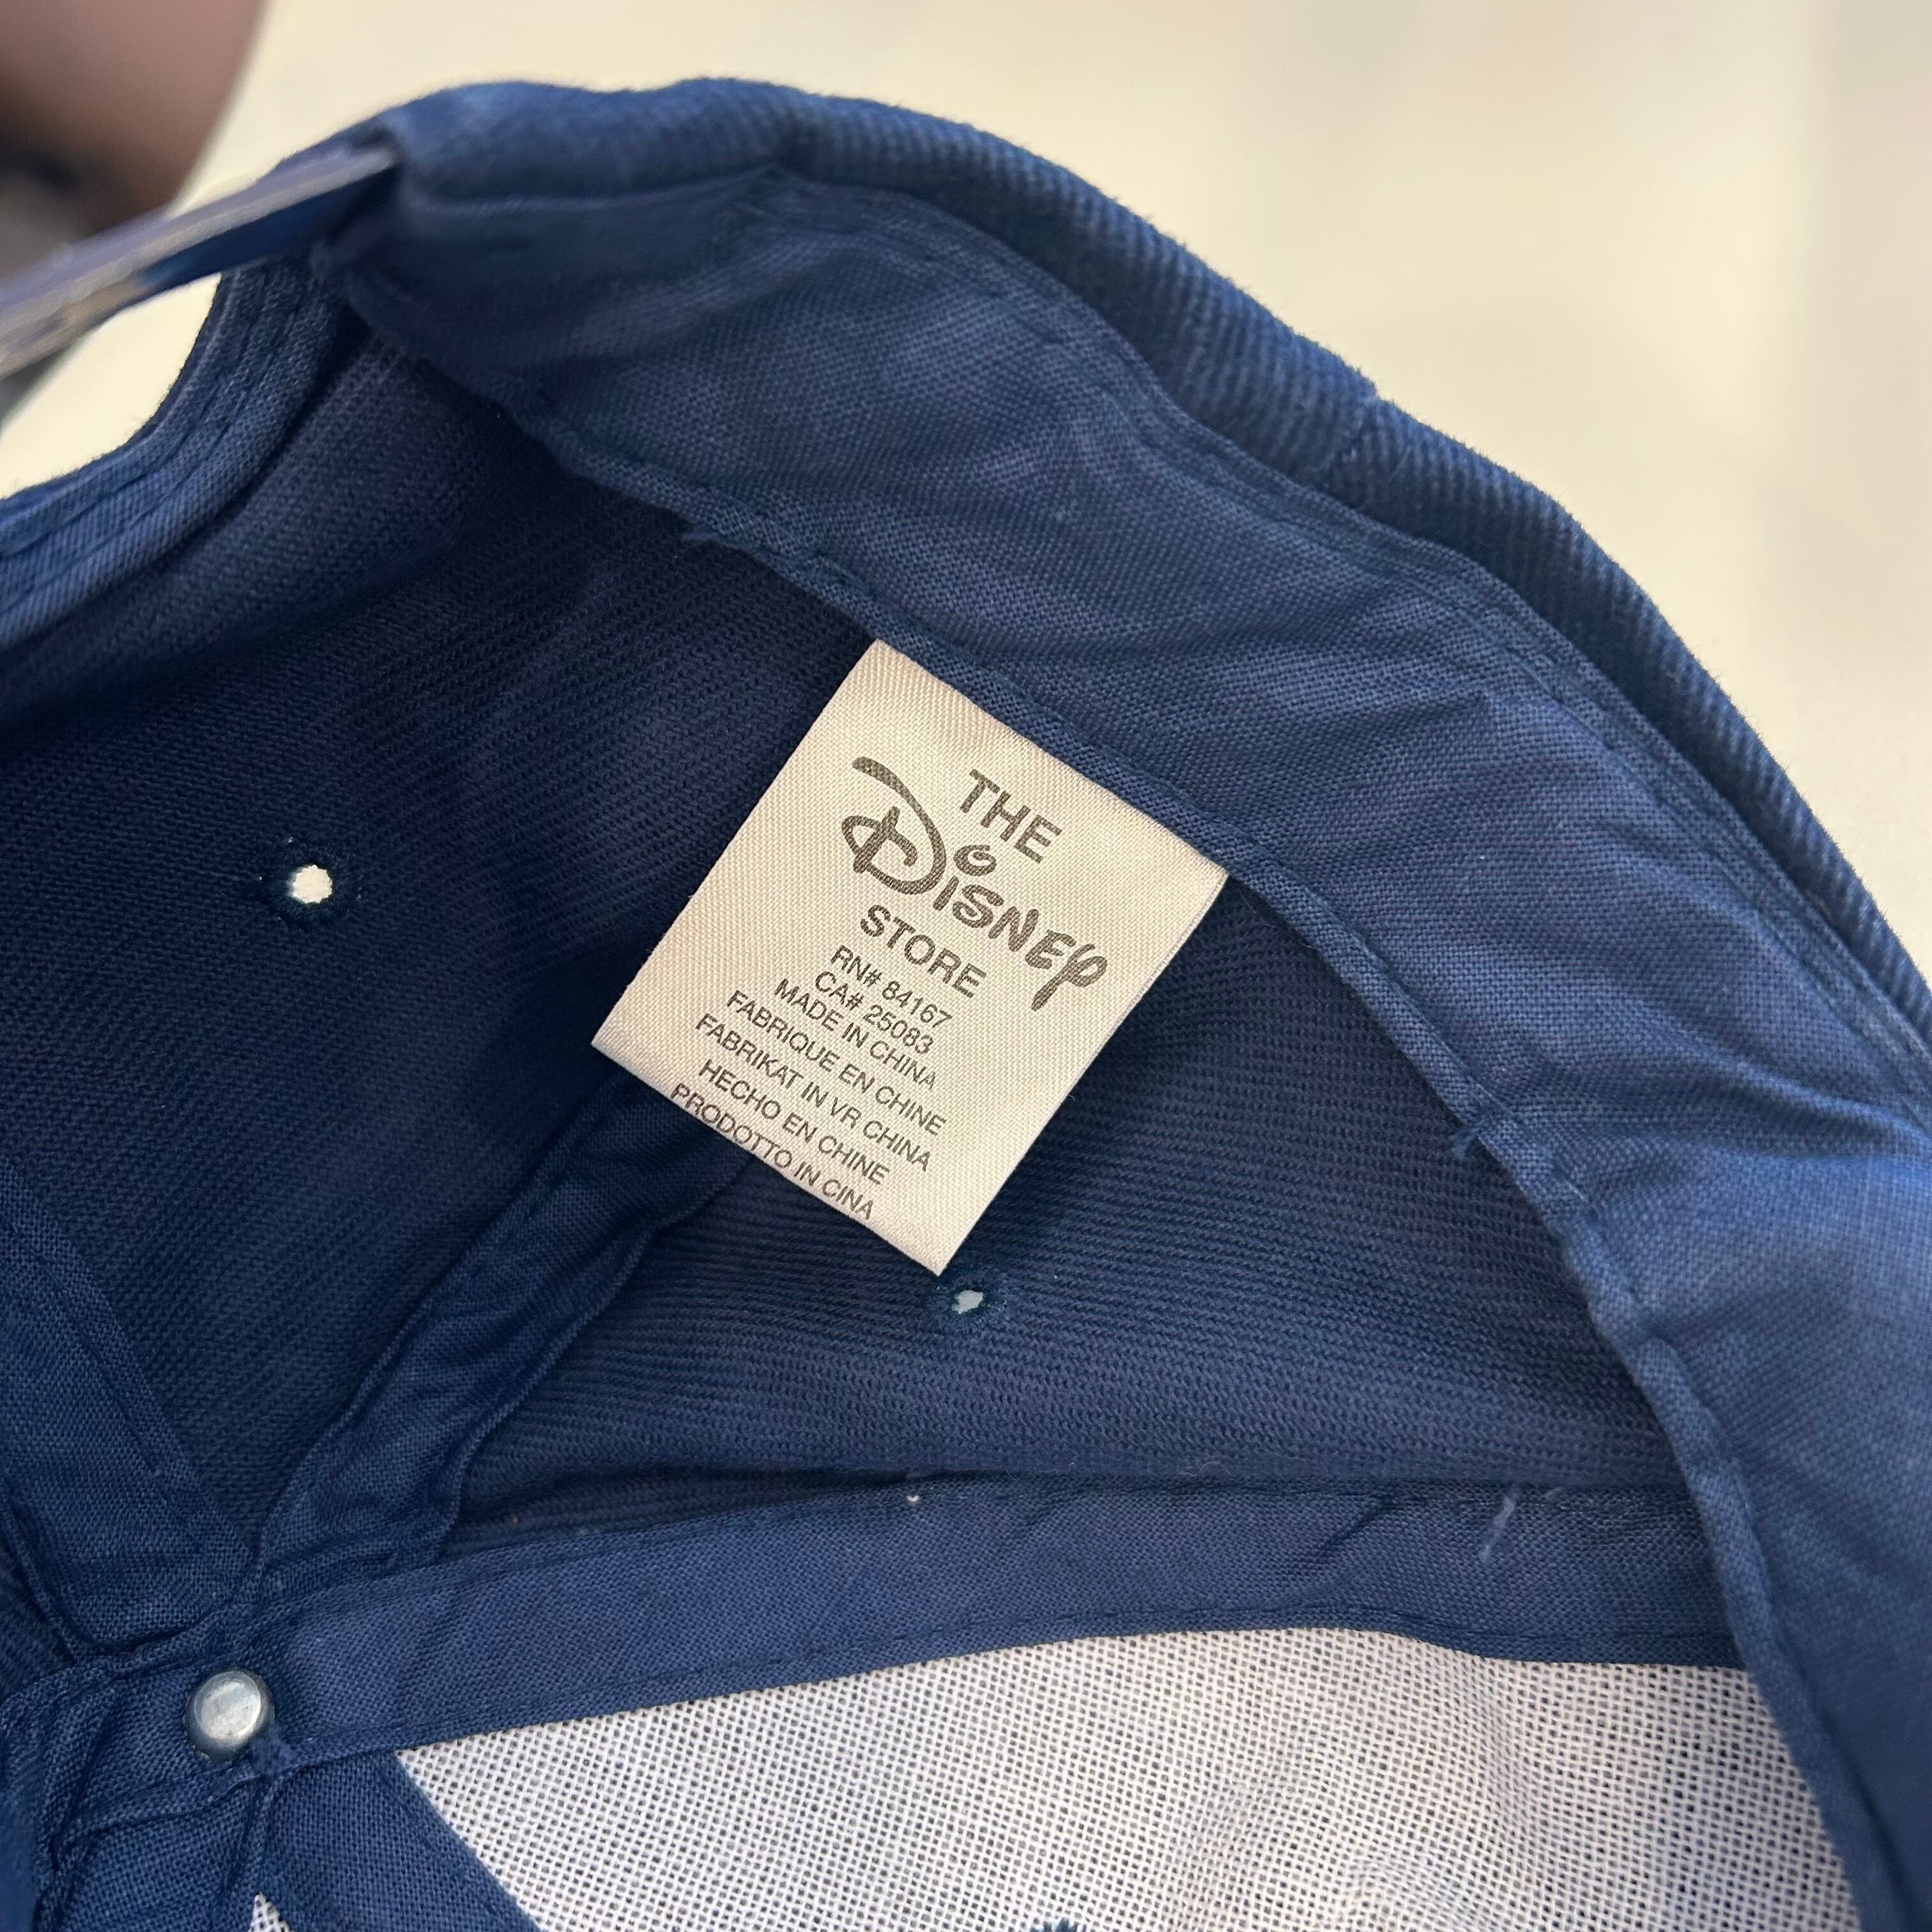 THE
Disney
STORE
RN# 84167
CA# 25083
MADE IN CHINA
FABRIQUE EN CHINE
FABRIKAT IN VR CHINA
HECHO EN CHINE
PRODOTTO IN CINA